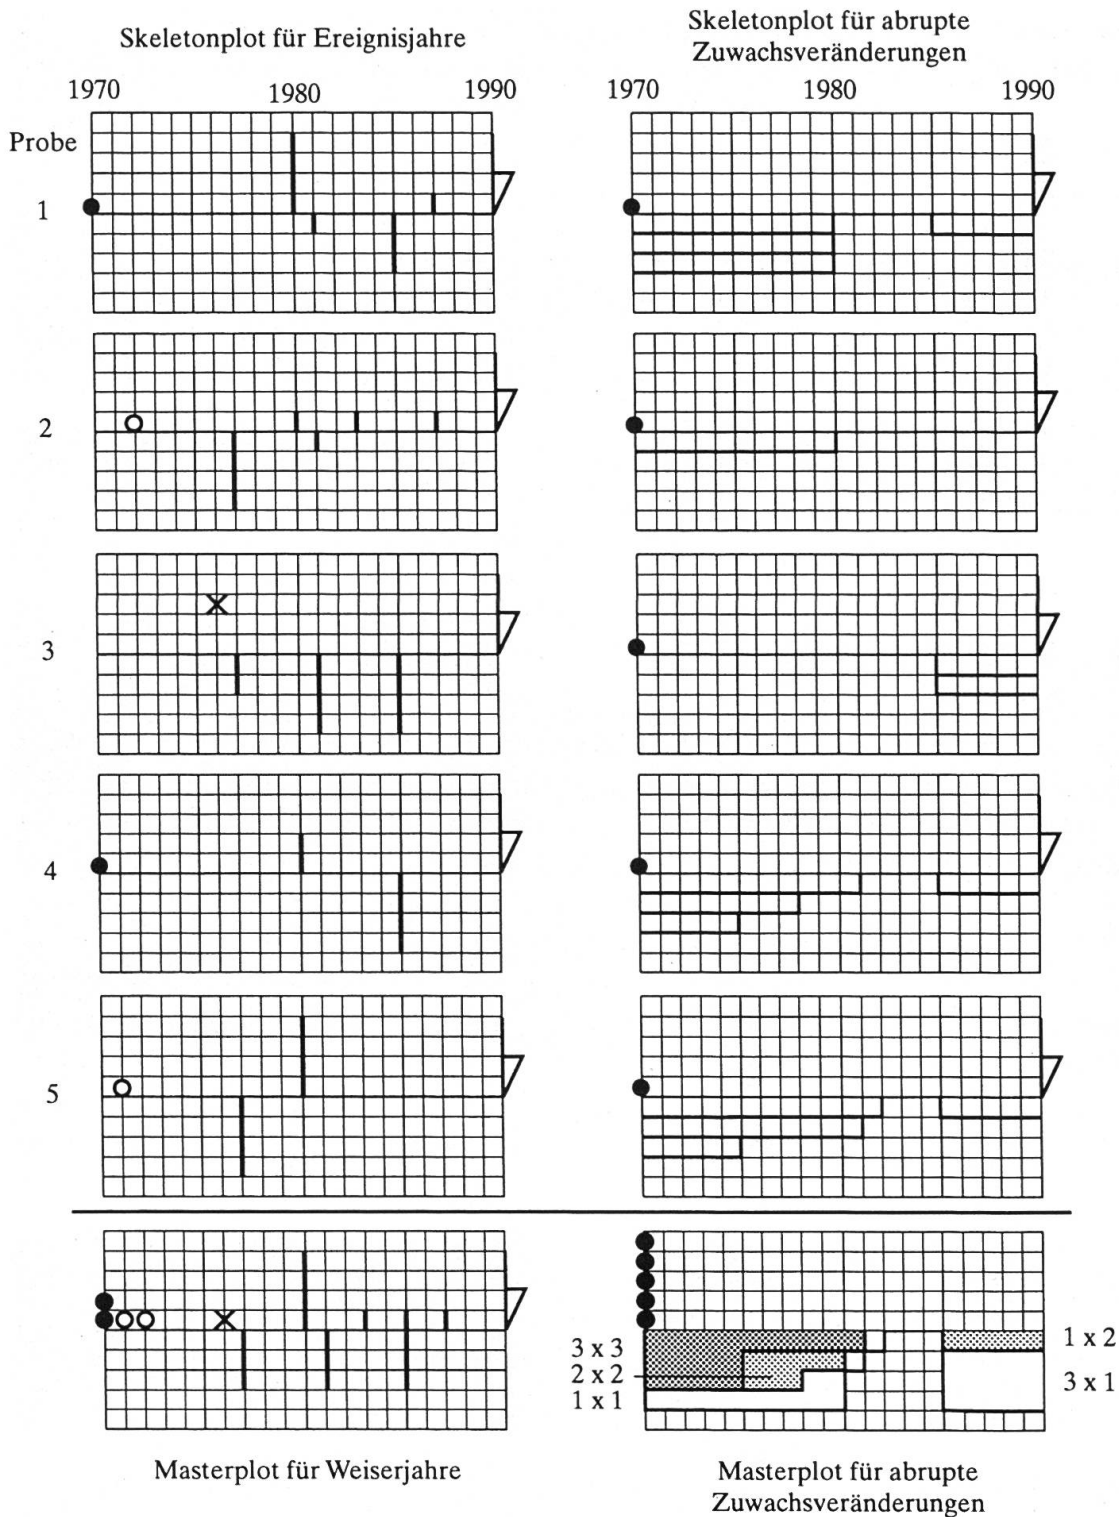 Skeletonplot für Ereignisjahre
Skeletonplot für abrupte
Zuwachsveränderungen
1970 1980 1990
1970 1980 1990
Probe
1
2
3
4
5
3 x 3
2 x 2
1 x 1
1 x 2
3 x 1
Masterplot für Weiserjahre
Masterplot für abrupte
Zuwachsveränderungen